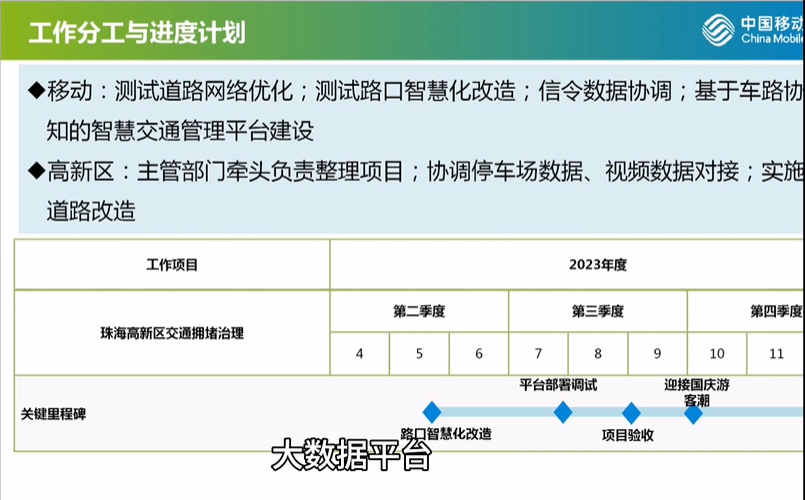 工作分工与进度计划
中国移动
China Mobile
◆移动：测试道路网络优化；测试路口智慧化改造；信令数据协调；基于车路协
知的智慧交通管理平台建设
◆高新区：主管部门牵头负责整理项目；协调停车场数据、视频数据对接；实施
道路改造
工作项目
2023年度
珠海高新区交通拥堵治理
第二季度
第三季度
第四季度
4
5
6
7
8
9
10
11
关键里程碑
平台部署调试
迎接国庆游
客潮
路口智慧化改造
项目验收
大数据平台